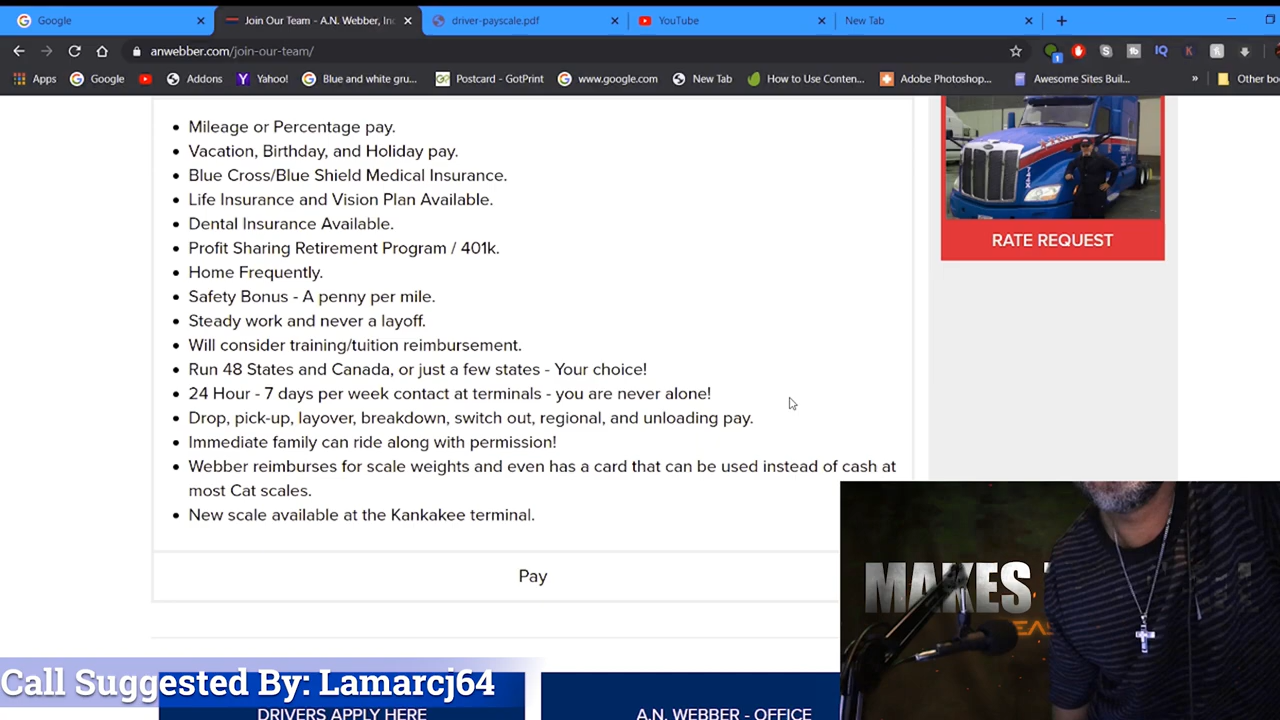 Google
Join Our Team - A.N. Webber, Inc
driver-payscale.pdf
YouTube
New Tab
anwebber.com/join-our-team/
Apps
Google
Addons
Yahoo!
Blue and white gru...
Postcard - GotPrint
www.google.com
New Tab
How to Use Conten...
Adobe Photoshop...
Awesome Sites Buil...
»
Other bo
• Mileage or Percentage pay.
• Vacation, Birthday, and Holiday pay.
• Blue Cross/Blue Shield Medical Insurance.
• Life Insurance and Vision Plan Available.
• Dental Insurance Available.
• Profit Sharing Retirement Program / 401k.
• Home Frequently.
• Safety Bonus - A penny per mile.
• Steady work and never a layoff.
• Will consider training/tuition reimbursement.
• Run 48 States and Canada, or just a few states - Your choice!
• 24 Hour - 7 days per week contact at terminals - you are never alone!
• Drop, pick-up, layover, breakdown, switch out, regional, and unloading pay.
• Immediate family can ride along with permission!
• Webber reimburses for scale weights and even has a card that can be used instead of cash at
most Cat scales.
• New scale available at the Kankakee terminal.
RATE REQUEST
Pay
MAKES
Call Suggested By: Lamarcj64
DRIVERS APPLY HERE
A.N. WEBBER - OFFICE